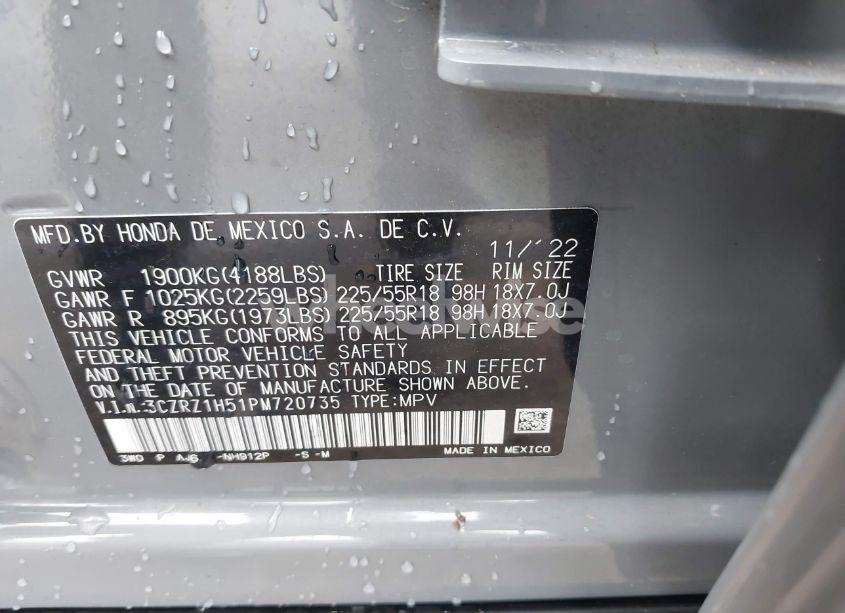 MFD.BY HONDA DE MEXICO S.A. DE C.V.
11/'22
GVWR 1900KG(4188LBS) TIRE SIZE RIM SIZE
GAWR F 1025KG(2259LBS) 225/55R18 98H 18X7.0J
GAWR R 895KG(1973LBS) 225/55R18 98H 18X7.0J
THIS VEHICLE CONFORMS TO ALL APPLICABLE
FEDERAL MOTOR VEHICLE SAFETY
AND THEFT PREVENTION STANDARDS IN EFFECT
ON THE DATE OF MANUFACTURE SHOWN ABOVE.
V.I.N:3CZRZ1H51PM720735 TYPE:MPV
3W0 P A-6 -NH912P -S -M MADE IN MEXICO